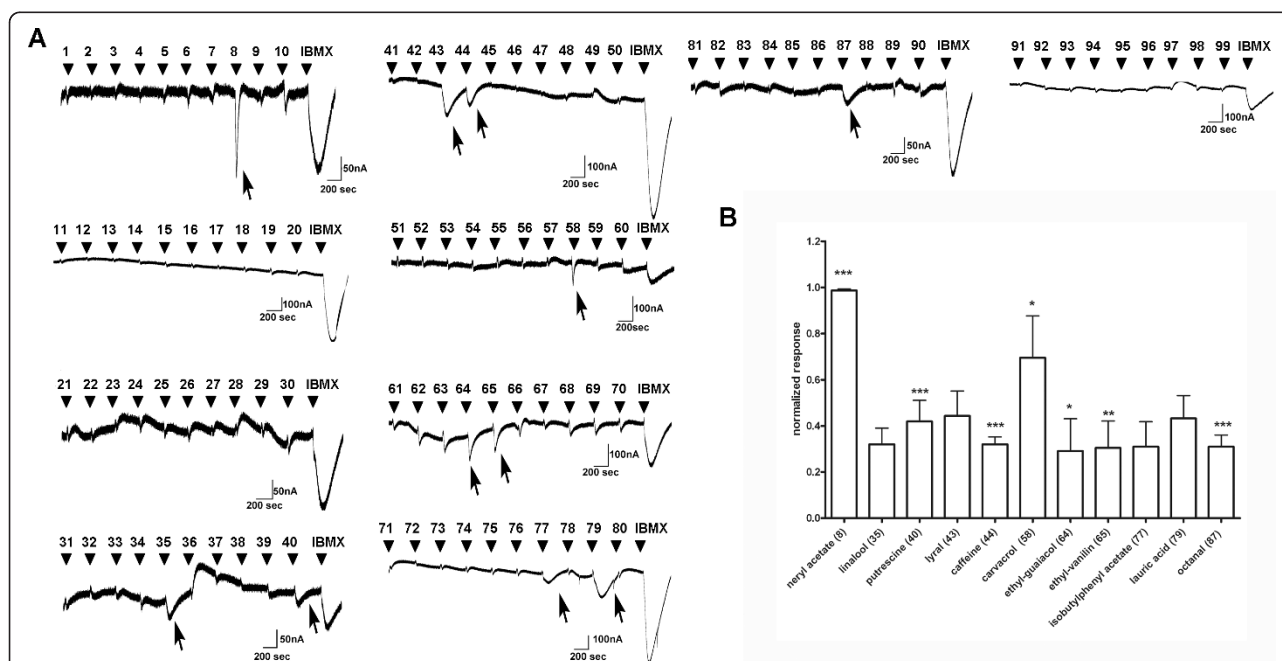 A
1 2 3 4 5 6 7 8 9 10 IBMX
50nA
200 sec
41 42 43 44 45 46 47 48 49 50 IBMX
100nA
200 sec
81 82 83 84 85 86 87 88 89 90 IBMX
50nA
200 sec
91 92 93 94 95 96 97 98 99 IBMX
100nA
200 sec
11 12 13 14 15 16 17 18 19 20 IBMX
100nA
200 sec
51 52 53 54 55 56 57 58 59 60 IBMX
100nA
200sec
21 22 23 24 25 26 27 28 29 30 IBMX
50nA
200 sec
61 62 63 64 65 66 67 68 69 70 IBMX
100nA
200 sec
31 32 33 34 35 36 37 38 39 40 IBMX
50nA
200 sec
71 72 73 74 75 76 77 78 79 80 IBMX
100nA
200 sec
B
normalized response
1.2
1.0
0.8
0.6
0.4
0.2
0.0
***
***
***
*
*
**
***
neryl acetate (8)
linalool (35)
putrescine (40)
lyral (43)
caffeine (44)
carvacrol (58)
ethyl-guaiacol (64)
ethyl-vanilin (65)
isobutylphenyl acetate (77)
lauric acid (79)
octanal (87)